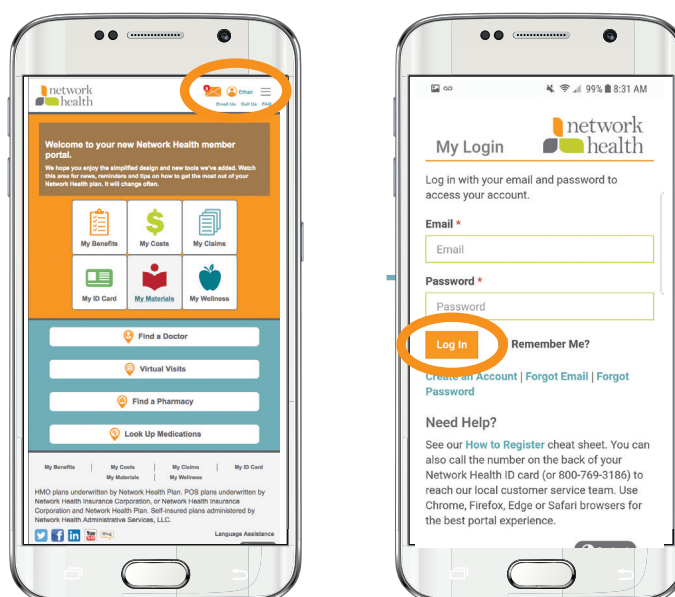 network
health
Ethan
Email Us Call Us FAQ
Welcome to your new Network Health member
portal.
We hope you enjoy the simplified design and new tools we've added. Watch
this area for news, reminders and tips on how to get the most out of your
Network Health plan. It will change often.
My Benefits
My Costs
My Claims
My ID Card
My Materials
My Wellness
Find a Doctor
Virtual Visits
Find a Pharmacy
Look Up Medications
My Benefits | My Costs | My Claims | My ID Card
My Materials | My Wellness
HMO plans underwritten by Network Health Plan. POS plans underwritten by
Network Health Insurance Corporation, or Network Health Insurance
Corporation and Network Health Plan. Self-insured plans administered by
Network Health Administrative Services, LLC.
You Tube
Blog
Language Assistance
99% 8:31 AM
network
health
My Login
Log in with your email and password to
access your account.
Email *
Email
Password *
Password
Log In
Remember Me?
Create an Account | Forgot Email | Forgot
Password
Need Help?
See our How to Register cheat sheet. You can
also call the number on the back of your
Network Health ID card (or 800-769-3186) to
reach our local customer service team. Use
Chrome, Firefox, Edge or Safari browsers for
the best portal experience.